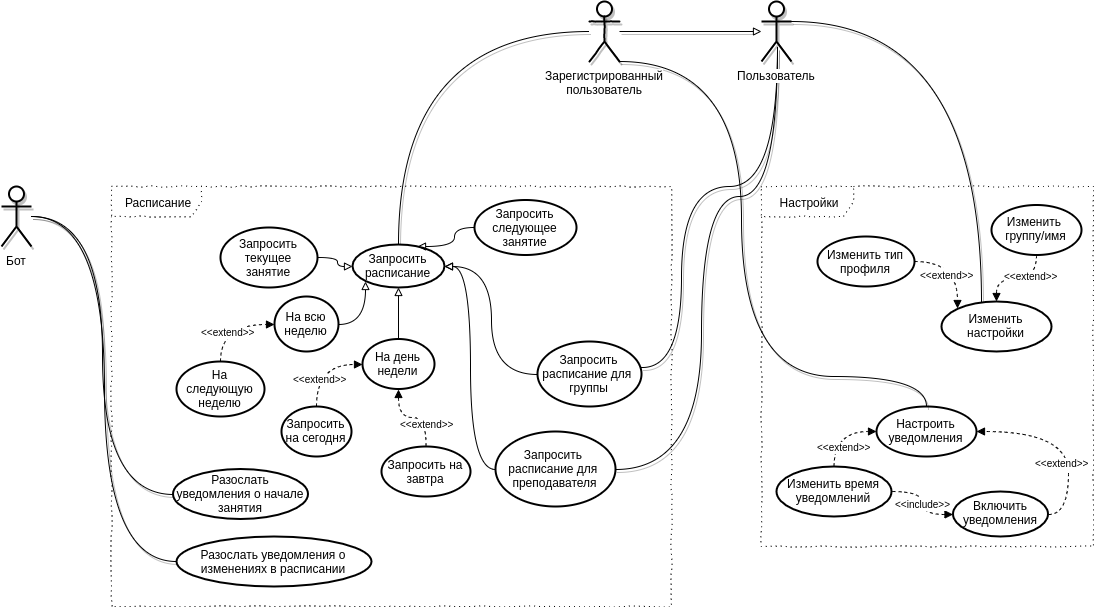 Зарегистрированный
пользователь
Пользователь
Бот
Расписание
Запросить
текущее
занятие
Запросить
расписание
Запросить
следующее
занятие
На всю
неделю
<<extend>>
На
следующую
неделю
На день
недели
<<extend>>
Запросить
на сегодня
<<extend>>
Запросить на
завтра
Запросить
расписание для
группы
Запросить
расписание для
преподавателя
Разослать
уведомления о начале
занятия
Разослать уведомления о
изменениях в расписании
Настройки
Изменить
группу/имя
Изменить тип
профиля
<<extend>>
<<extend>>
Изменить
настройки
Настроить
уведомления
<<extend>>
<<extend>>
Изменить время
уведомлений
<<include>>
Включить
уведомления